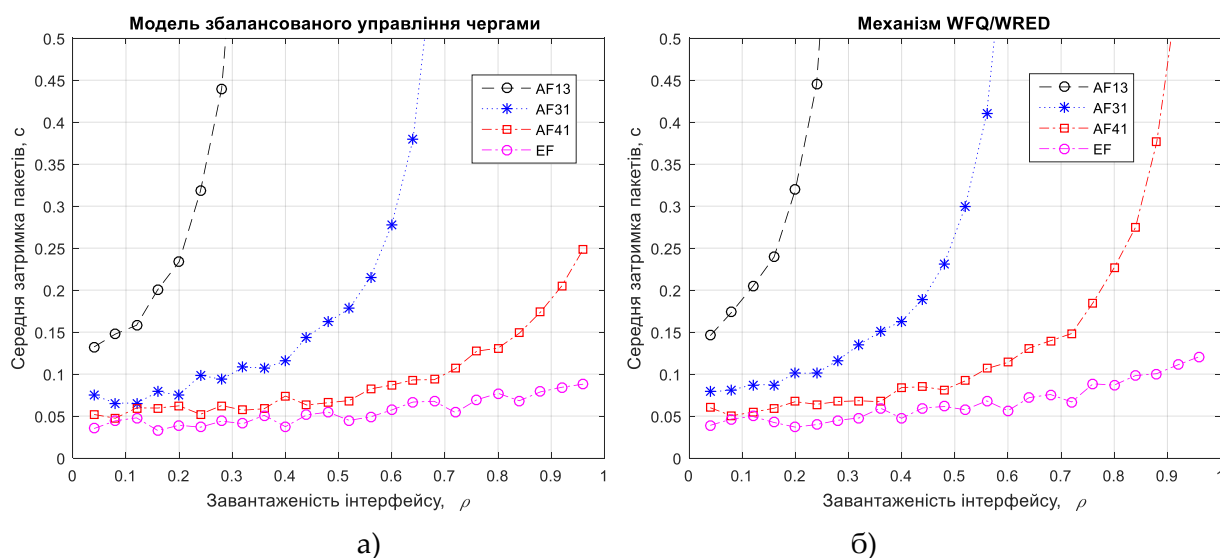 Модель збалансованого управління чергами
Середня затримка пакетів, с
0.5
0.45
0.4
0.35
0.3
0.25
0.2
0.15
0.1
0.05
0
AF13
AF31
AF41
EF
0 0.1 0.2 0.3 0.4 0.5 0.6 0.7 0.8 0.9 1
Завантаженість інтерфейсу, ρ
а)
Механізм WFQ/WRED
Середня затримка пакетів, с
0.5
0.45
0.4
0.35
0.3
0.25
0.2
0.15
0.1
0.05
0
AF13
AF31
AF41
EF
0 0.1 0.2 0.3 0.4 0.5 0.6 0.7 0.8 0.9 1
Завантаженість інтерфейсу, ρ
б)